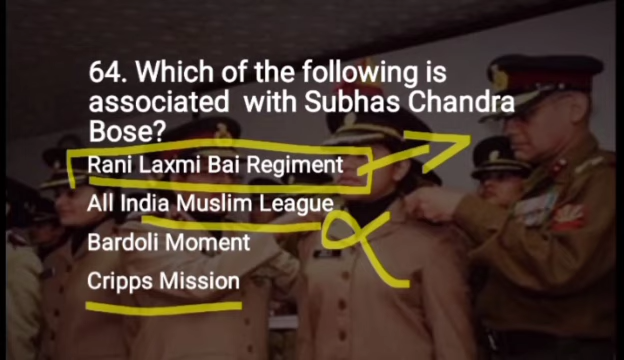 64. Which of the following is
associated with Subhas Chandra
Bose?
Rani Laxmi Bai Regiment
All India Muslim League
Bardoli Moment
Cripps Mission